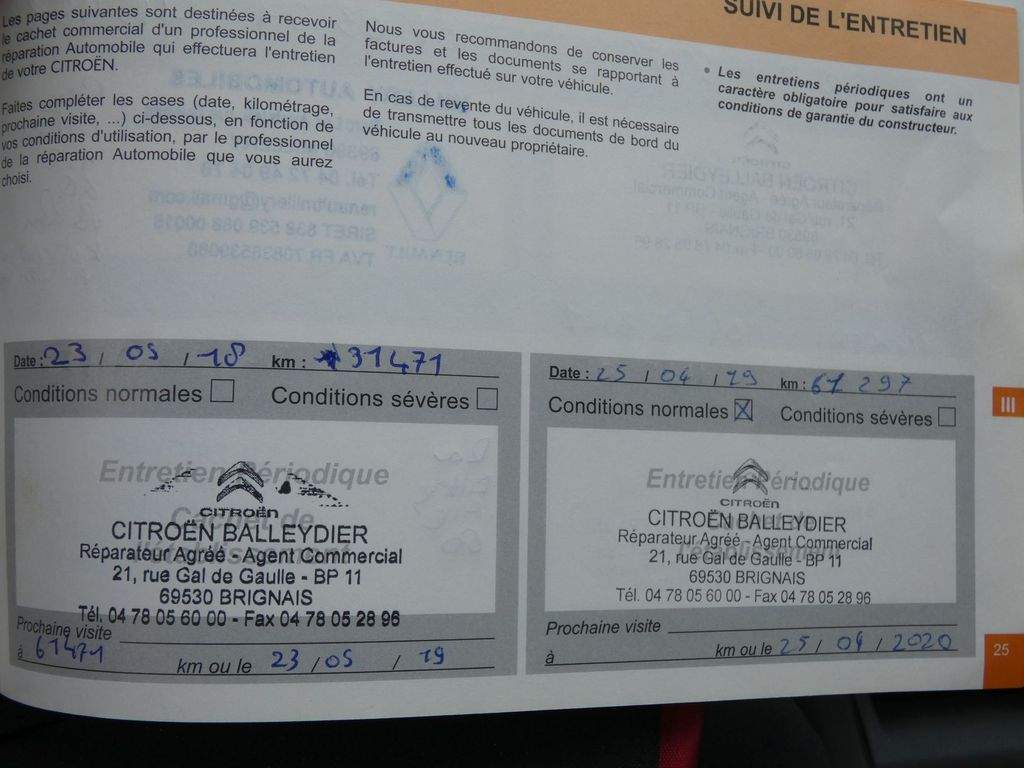 SUIVI DE L'ENTRETIEN
Les pages suivantes sont destinées à recevoir
le cachet commercial d'un professionnel de la
réparation Automobile qui effectuera l'entretien
de votre CITROËN.
Faites compléter les cases (date, kilométrage,
prochaine visite, ...) ci-dessous, en fonction de
vos conditions d'utilisation, par le professionnel
de la réparation Automobile que vous aurez
choisi.
Nous vous recommandons de conserver les
factures et les documents se rapportant à
l'entretien effectué sur votre véhicule.
En cas de revente du véhicule, il est nécessaire
de transmettre tous les documents de bord du
véhicule au nouveau propriétaire.
• Les entretiens périodiques ont un
caractère obligatoire pour satisfaire aux
conditions de garantie du constructeur.
Date : 23 / 05 / 18 km : 31471
Conditions normales Conditions sévères
Entretien Périodique
Cachet de
l'établissement
CITROËN
CITROËN BALLEYDIER
Réparateur Agréé - Agent Commercial
21, rue Gal de Gaulle - BP 11
69530 BRIGNAIS
Tél. 04 78 05 60 00 - Fax 04 78 05 28 96
Prochaine visite
à 61471 km ou le 23 / 05 / 19
Date : 25 / 04 / 19 km : 61 297
Conditions normales X Conditions sévères
Entretien Périodique
Cachet de
l'établissement
CITROËN
CITROËN BALLEYDIER
Réparateur Agréé - Agent Commercial
21, rue Gal de Gaulle - BP 11
69530 BRIGNAIS
Tél. 04 78 05 60 00 - Fax 04 78 05 28 96
Prochaine visite
à km ou le 25 / 04 / 2020
III
25